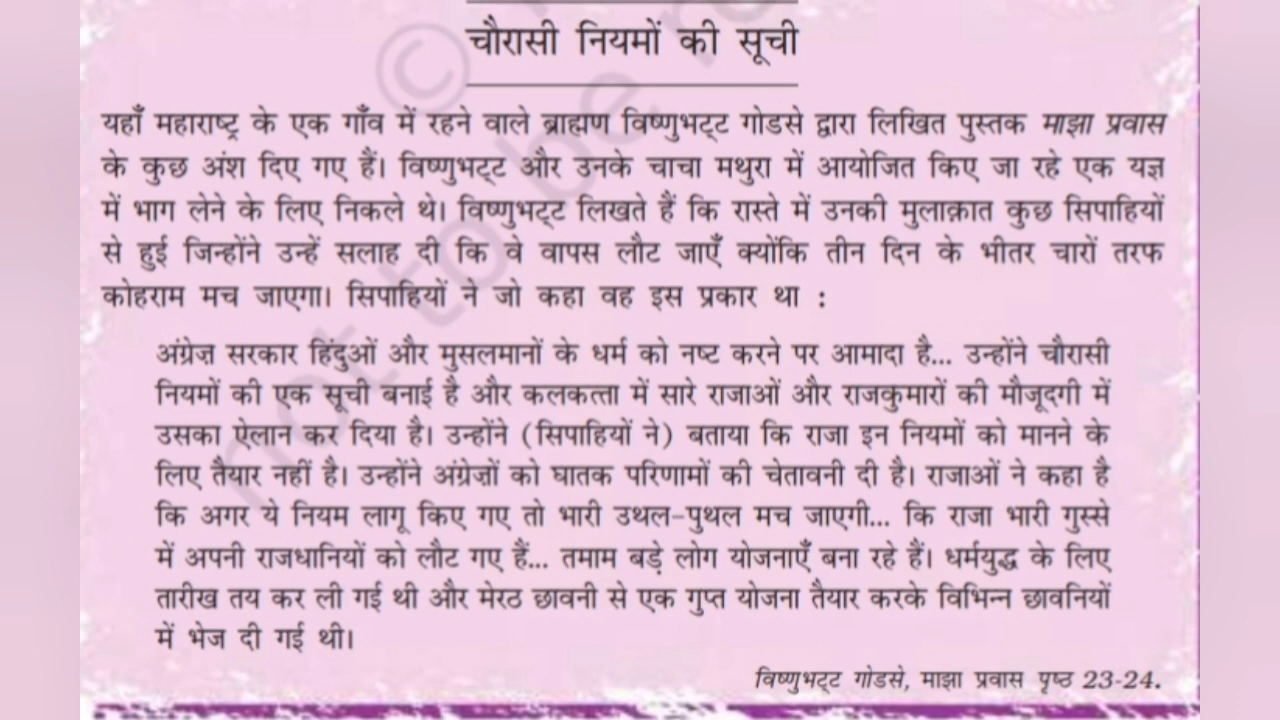 चौरासी नियमों की सूची
यहाँ महाराष्ट्र के एक गाँव में रहने वाले ब्राह्मण विष्णुभट्ट गोडसे द्वारा लिखित पुस्तक माझा प्रवास
के कुछ अंश दिए गए हैं। विष्णुभट्ट और उनके चाचा मथुरा में आयोजित किए जा रहे एक यज्ञ
में भाग लेने के लिए निकले थे। विष्णुभट्ट लिखते हैं कि रास्ते में उनकी मुलाक़ात कुछ सिपाहियों
से हुई जिन्होंने उन्हें सलाह दी कि वे वापस लौट जाएँ क्योंकि तीन दिन के भीतर चारों तरफ
कोहराम मच जाएगा। सिपाहियों ने जो कहा वह इस प्रकार था :
अंग्रेज़ सरकार हिंदुओं और मुसलमानों के धर्म को नष्ट करने पर आमादा है... उन्होंने चौरासी
नियमों की एक सूची बनाई है और कलकत्ता में सारे राजाओं और राजकुमारों की मौजूदगी में
उसका ऐलान कर दिया है। उन्होंने (सिपाहियों ने) बताया कि राजा इन नियमों को मानने के
लिए तैयार नहीं है। उन्होंने अंग्रेज़ों को घातक परिणामों की चेतावनी दी है। राजाओं ने कहा है
कि अगर ये नियम लागू किए गए तो भारी उथल-पुथल मच जाएगी... कि राजा भारी गुस्से
में अपनी राजधानियों को लौट गए हैं... तमाम बड़े लोग योजनाएँ बना रहे हैं। धर्मयुद्ध के लिए
तारीख तय कर ली गई थी और मेरठ छावनी से एक गुप्त योजना तैयार करके विभिन्न छावनियों
में भेज दी गई थी।
विष्णुभट्ट गोडसे, माझा प्रवास पृष्ठ 23-24.
not to be re